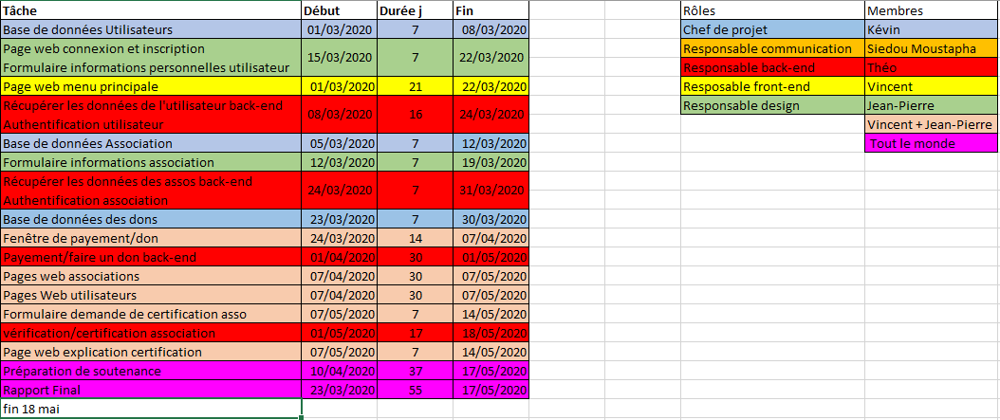 Tâche Début Durée j Fin Rôles Membres
Base de données Utilisateurs 01/03/2020 7 08/03/2020 Chef de projet Kévin
Page web connexion et inscription
Formulaire informations personnelles utilisateur 15/03/2020 7 22/03/2020 Responsable communication Siedou Moustapha
Responsable back-end Théo
Page web menu principale 01/03/2020 21 22/03/2020 Resposable front-end Vincent
Récupérer les données de l'utilisateur back-end
Authentification utilisateur 08/03/2020 16 24/03/2020 Responsable design Jean-Pierre
Vincent + Jean-Pierre
Base de données Association 05/03/2020 7 12/03/2020 Tout le monde
Formulaire informations association 12/03/2020 7 19/03/2020
Récupérer les données des assos back-end
Authentification association 24/03/2020 7 31/03/2020
Base de données des dons 23/03/2020 7 30/03/2020
Fenêtre de payement/don 24/03/2020 14 07/04/2020
Payement/faire un don back-end 01/04/2020 30 01/05/2020
Pages web associations 07/04/2020 30 07/05/2020
Pages Web utilisateurs 07/04/2020 30 07/05/2020
Formulaire demande de certification asso 07/05/2020 7 14/05/2020
vérification/certification association 01/05/2020 17 18/05/2020
Page web explication certification 07/05/2020 7 14/05/2020
Préparation de soutenance 10/04/2020 37 17/05/2020
Rapport Final 23/03/2020 55 17/05/2020
fin 18 mai